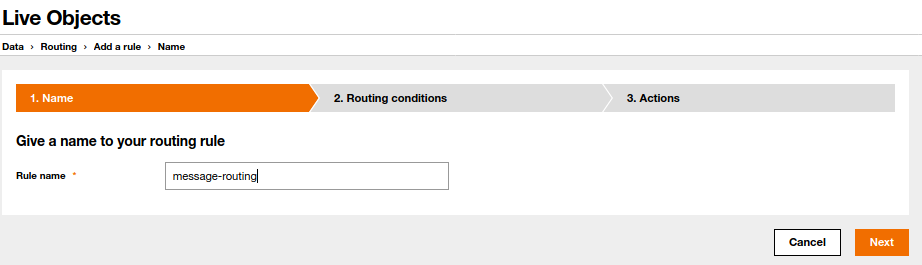 Live Objects
Data › Routing › Add a rule › Name
1. Name 2. Routing conditions 3. Actions
Give a name to your routing rule
Rule name * message-routing
Cancel Next